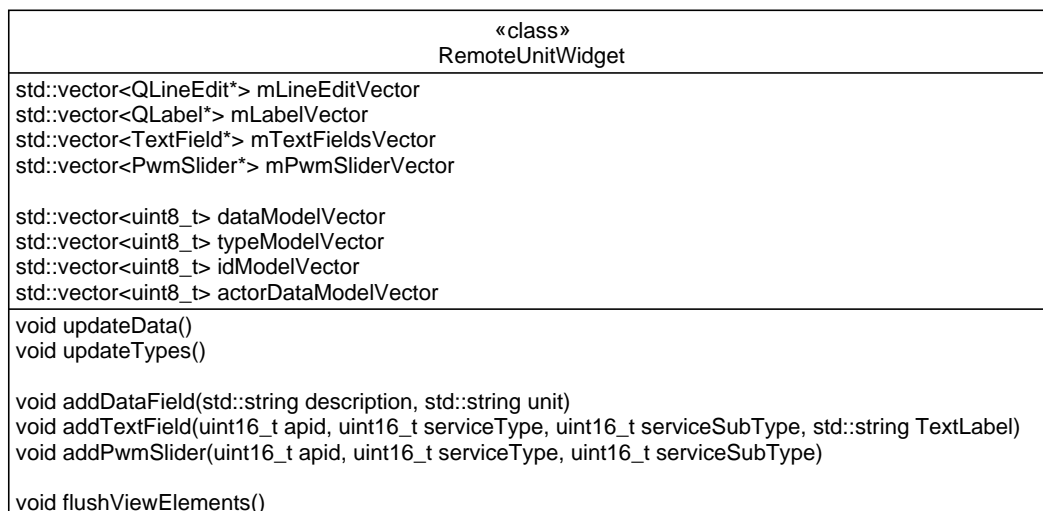 «class»
RemoteUnitWidget
std::vector<QLineEdit*> mLineEditVector
std::vector<QLabel*> mLabelVector
std::vector<TextField*> mTextFieldsVector
std::vector<PwmSlider*> mPwmSliderVector
std::vector<uint8_t> dataModelVector
std::vector<uint8_t> typeModelVector
std::vector<uint8_t> idModelVector
std::vector<uint8_t> actorDataModelVector
void updateData()
void updateTypes()
void addDataField(std::string description, std::string unit)
void addTextField(uint16_t apid, uint16_t serviceType, uint16_t serviceSubType, std::string TextLabel)
void addPwmSlider(uint16_t apid, uint16_t serviceType, uint16_t serviceSubType)
void flushViewElements()